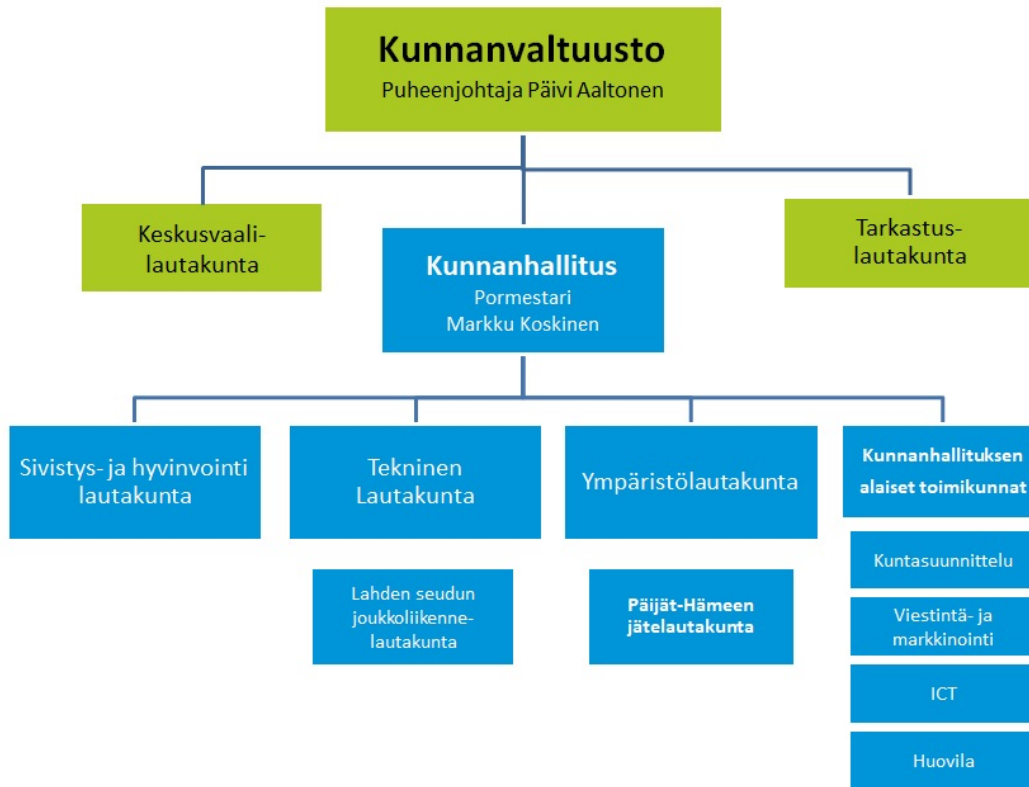 Kunnanvaltuusto
Puheenjohtaja Päivi Aaltonen
Keskusvaali-
lautakunta
Kunnanhallitus
Pormestari
Markku Koskinen
Tarkastus-
lautakunta
Sivistys- ja hyvinvointi
lautakunta
Tekninen
Lautakunta
Ympäristölautakunta
Kunnanhallituksen
alaiset toimikunnat
Lahden seudun
joukkoliikenne-
lautakunta
Päijät-Hämeen
jätelautakunta
Kuntasuunnittelu
Viestintä- ja
markkinointi
ICT
Huovila